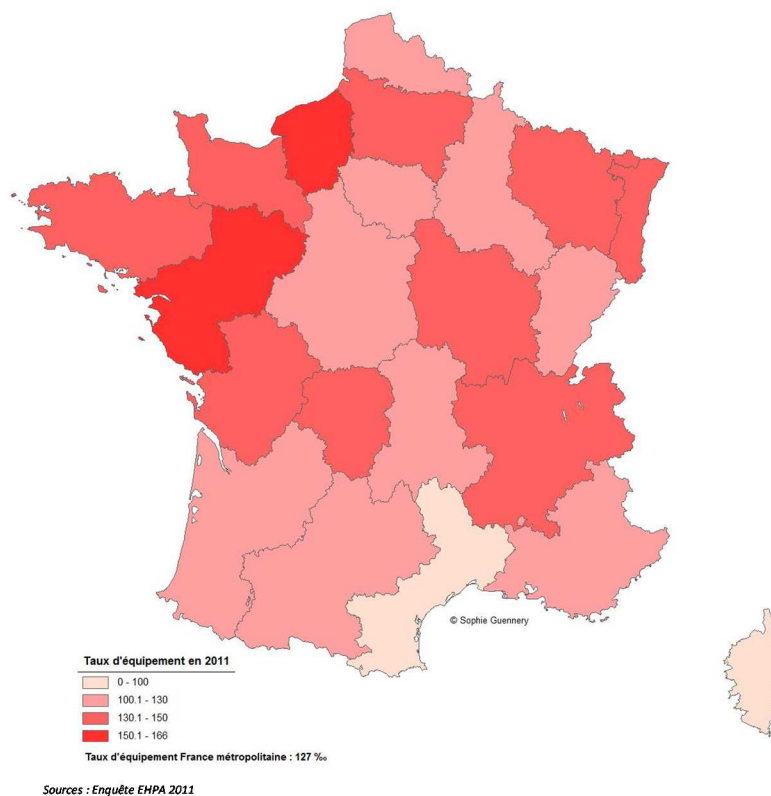 © Sophie Guennery
Taux d'équipement en 2011
0 - 100
100.1 - 130
130.1 - 150
150.1 - 166
Taux d'équipement France métropolitaine : 127 ‰
Sources : Enquête EHPA 2011